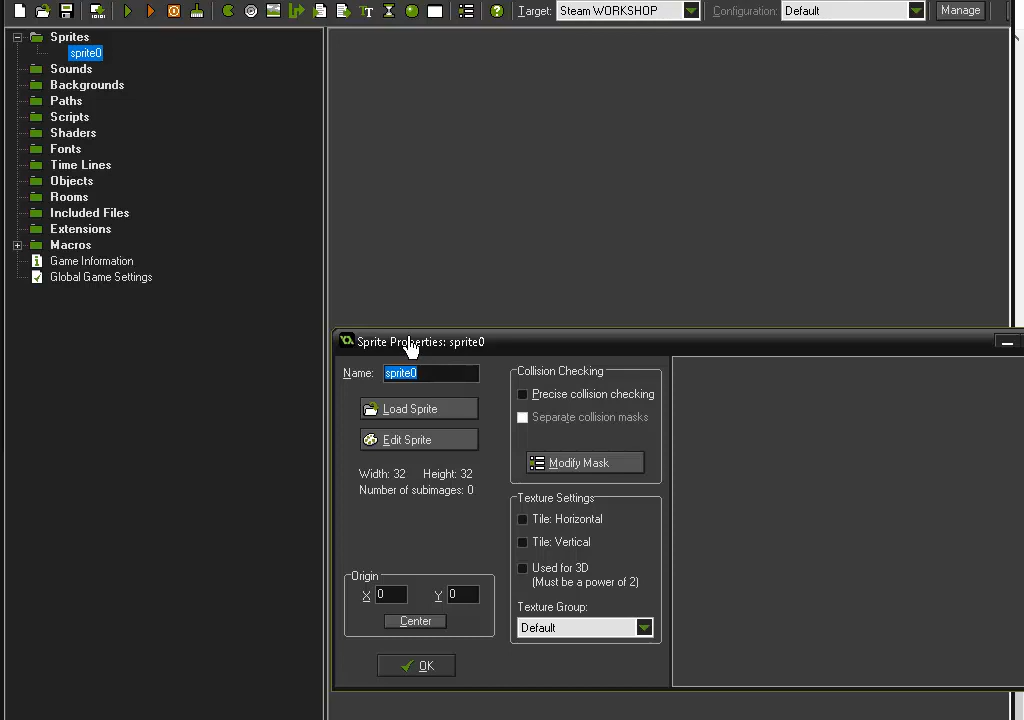 Target: Steam WORKSHOP Configuration: Default Manage
Sprites
sprite0
Sounds
Backgrounds
Paths
Scripts
Shaders
Fonts
Time Lines
Objects
Rooms
Included Files
Extensions
Macros
Game Information
Global Game Settings
Sprite Properties: sprite0
Name: sprite0
Load Sprite
Edit Sprite
Width: 32 Height: 32
Number of subimages: 0
Origin
X 0 Y 0
Center
OK
Collision Checking
Precise collision checking
Separate collision masks
Modify Mask
Texture Settings
Tile: Horizontal
Tile: Vertical
Used for 3D
(Must be a power of 2)
Texture Group:
Default